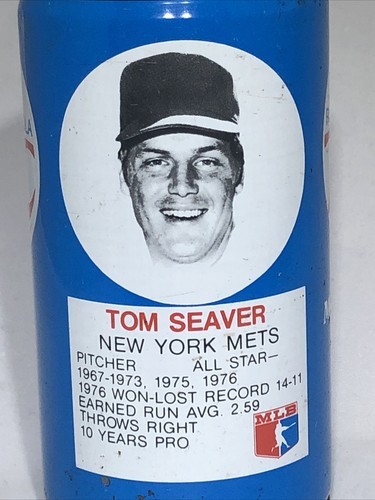 TOM SEAVER
NEW YORK METS
PITCHER ALL STAR—
1967-1973, 1975, 1976
1976 WON-LOST RECORD 14-11
EARNED RUN AVG. 2.59
THROWS RIGHT
10 YEARS PRO
MLB